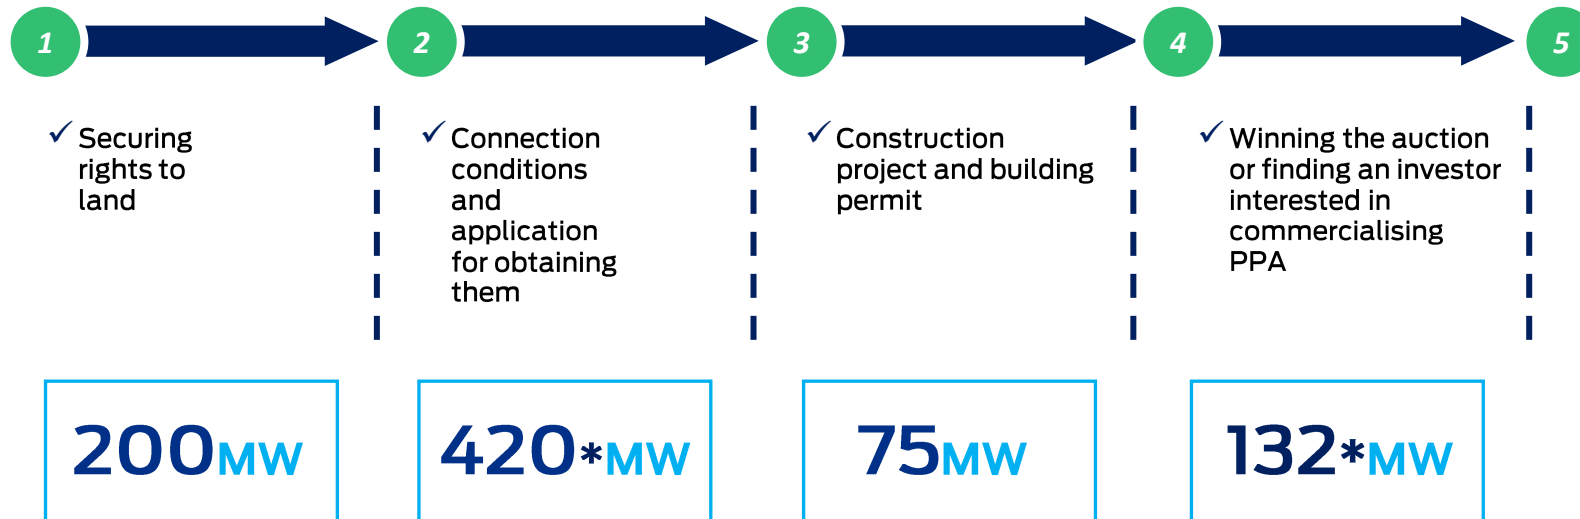 1 2 3 4 5
✓ Securing
rights to
land
✓ Connection
conditions
and
application
for obtaining
them
✓ Construction
project and building
permit
✓ Winning the auction
or finding an investor
interested in
commercialising
PPA
200MW
420*MW
75MW
132*MW